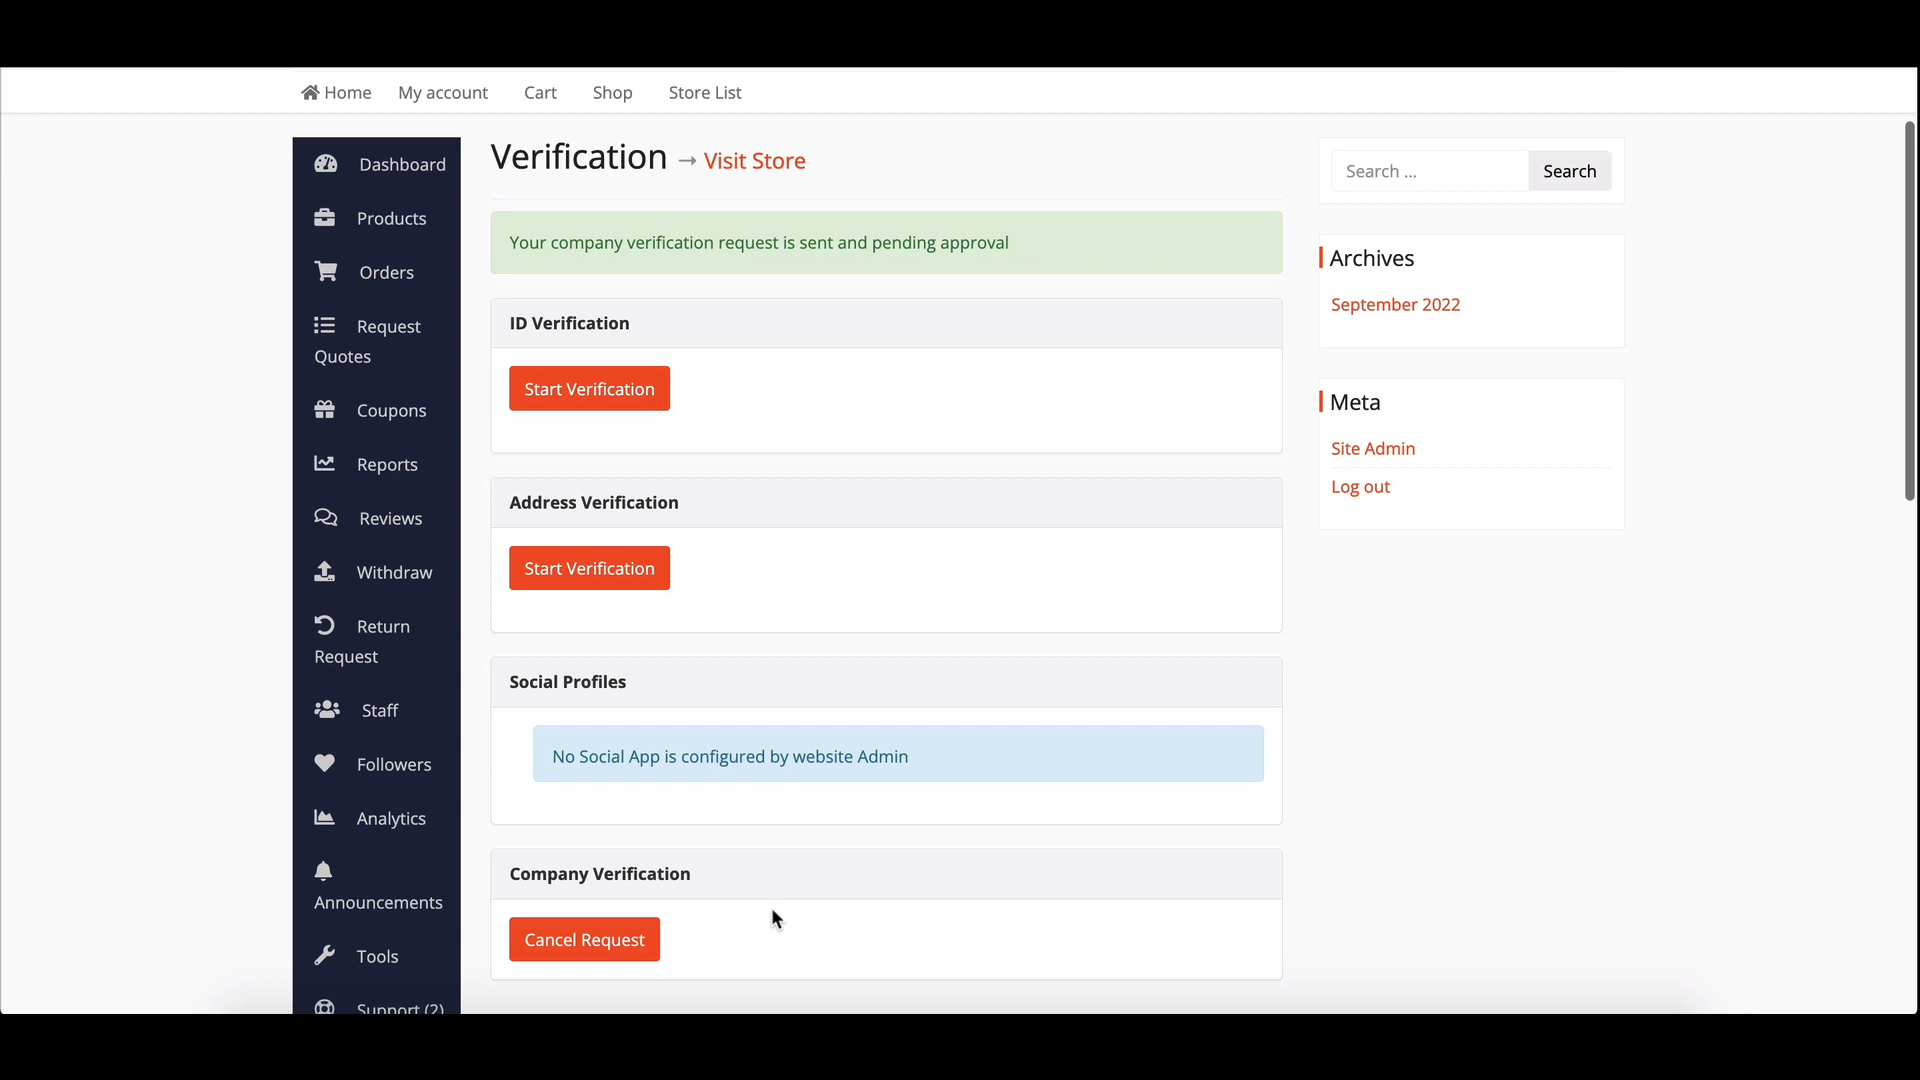 Home My account Cart Shop Store List
Dashboard
Products
Orders
Request
Quotes
Coupons
Reports
Reviews
Withdraw
Return
Request
Staff
Followers
Analytics
Announcements
Tools
Support (2)
Verification → Visit Store
Your company verification request is sent and pending approval
ID Verification
Start Verification
Address Verification
Start Verification
Social Profiles
No Social App is configured by website Admin
Company Verification
Cancel Request
Search ... Search
Archives
September 2022
Meta
Site Admin
Log out